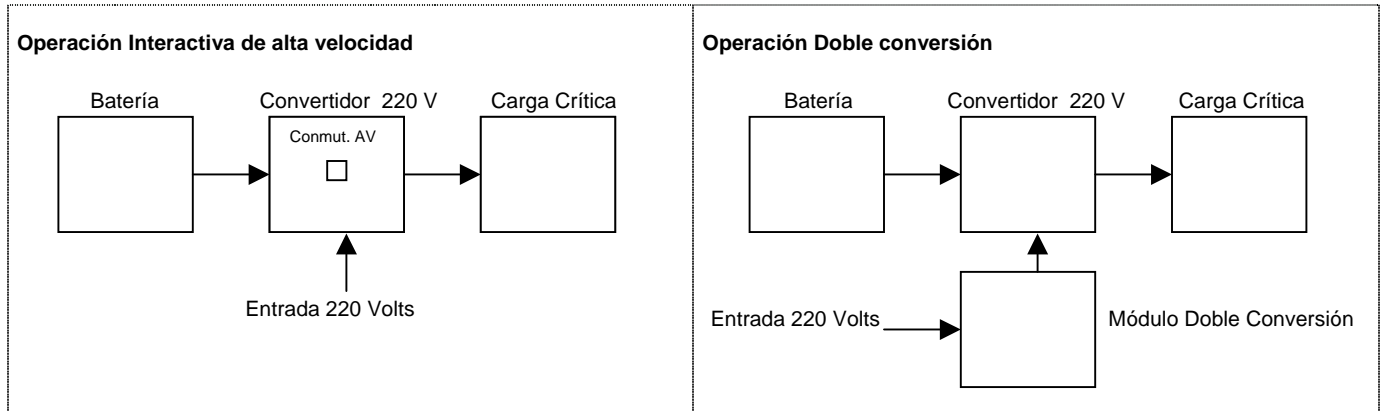 Operación Interactiva de alta velocidad
Batería
Convertidor 220 V
Carga Crítica
Conmut. AV
Entrada 220 Volts
Operación Doble conversión
Batería
Convertidor 220 V
Carga Crítica
Entrada 220 Volts
Módulo Doble Conversión